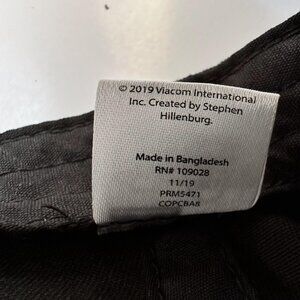 © 2019 Viacom International
Inc. Created by Stephen
Hillenburg.
Made in Bangladesh
RN# 109028
11/19
PRM5471
COPCBA8